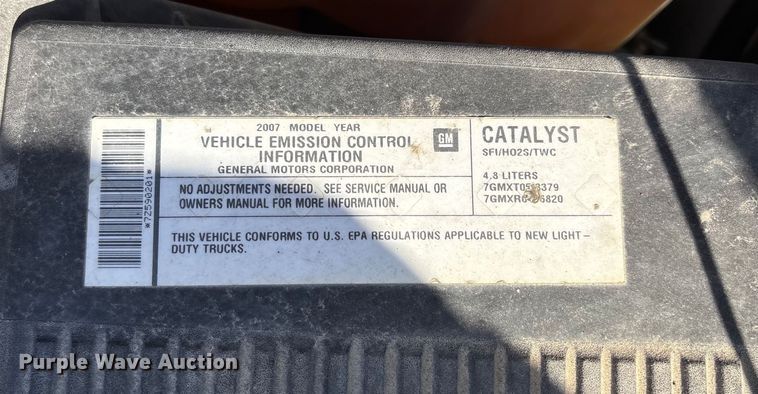 2007 MODEL YEAR
VEHICLE EMISSION CONTROL
INFORMATION
GENERAL MOTORS CORPORATION
GM
NO ADJUSTMENTS NEEDED. SEE SERVICE MANUAL OR
OWNERS MANUAL FOR MORE INFORMATION.
CATALYST
SFI/HO2S/TWC
4.8 LITERS
THIS VEHICLE CONFORMS TO U.S. EPA REGULATIONS APPLICABLE TO NEW LIGHT-
DUTY TRUCKS.
*72590201*
Purple Wave Auction